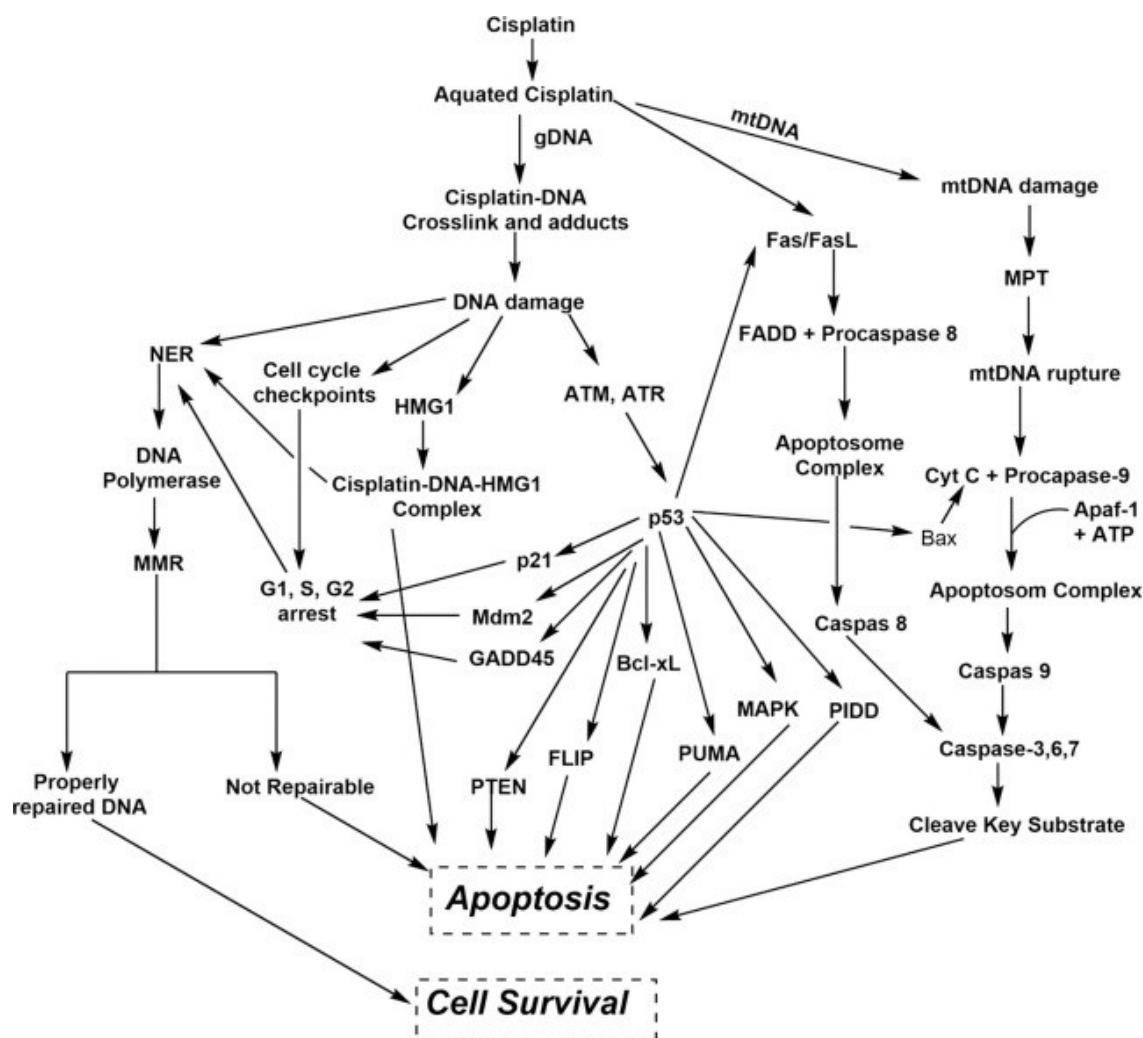 Cisplatin
Aquated Cisplatin
mtDNA
gDNA
mtDNA damage
Cisplatin-DNA
Crosslink and adducts
Fas/FasL
MPT
DNA damage
FADD + Procaspase 8
NER
Cell cycle
checkpoints
mtDNA rupture
ATM, ATR
HMG1
Apoptosome
Complex
DNA
Polymerase
Cyt C + Procapase-9
Cisplatin-DNA-HMG1
Complex
Apaf-1
+ ATP
p53
Bax
MMR
p21
G1, S, G2
arrest
Apoptosom Complex
Mdm2
Caspas 8
GADD45
Bcl-xL
Caspas 9
MAPK
PIDD
Caspase-3,6,7
PUMA
FLIP
Properly
repaired DNA
Not Repairable
PTEN
Cleave Key Substrate
Apoptosis
Cell Survival